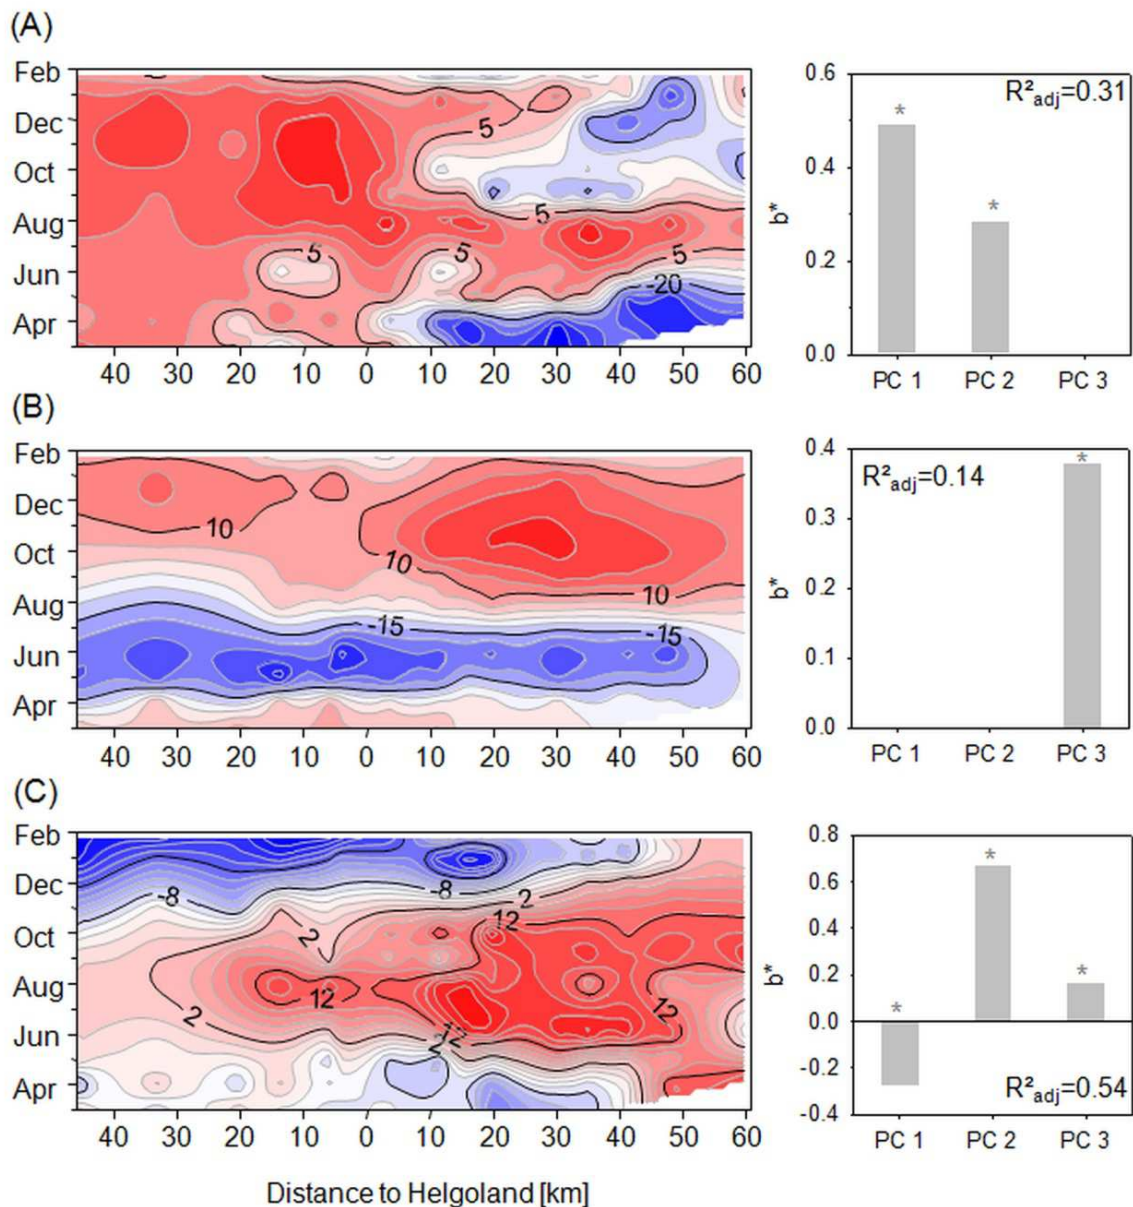 (A)
Feb
Dec
Oct
Aug
Jun
Apr
5
5
5
5
5
-20
40 30 20 10 0 10 20 30 40 50 60
0.6
0.4
0.2
0.0
b*
R²adj=0.31
*
*
PC 1 PC 2 PC 3
(B)
Feb
Dec
Oct
Aug
Jun
Apr
10
10
10
-15
-15
40 30 20 10 0 10 20 30 40 50 60
0.4
0.3
0.2
0.1
0.0
b*
R²adj=0.14
*
PC 1 PC 2 PC 3
(C)
Feb
Dec
Oct
Aug
Jun
Apr
-8
-8
2
2
12
12
12
2
12
2
40 30 20 10 0 10 20 30 40 50 60
0.8
0.6
0.4
0.2
0.0
-0.2
-0.4
b*
*
*
*
R²adj=0.54
PC 1 PC 2 PC 3
Distance to Helgoland [km]